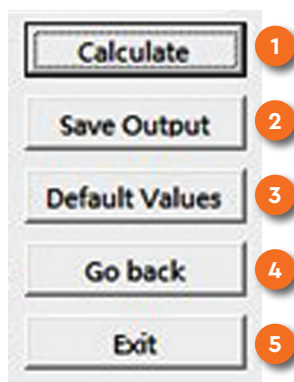 Calculate 1
Save Output 2
Default Values 3
Go back 4
Exit 5